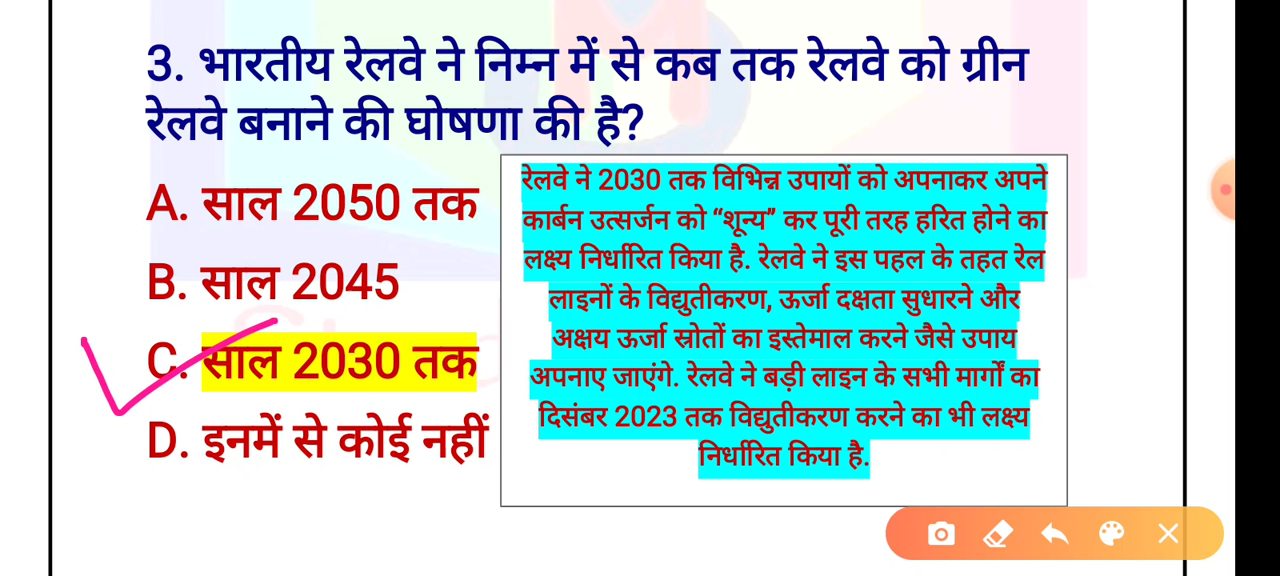 3. भारतीय रेलवे ने निम्न में से कब तक रेलवे को ग्रीन
रेलवे बनाने की घोषणा की है?
A. साल 2050 तक
B. साल 2045
C. साल 2030 तक
D. इनमें से कोई नहीं
रेलवे ने 2030 तक विभिन्न उपायों को अपनाकर अपने
कार्बन उत्सर्जन को “शून्य” कर पूरी तरह हरित होने का
लक्ष्य निर्धारित किया है. रेलवे ने इस पहल के तहत रेल
लाइनों के विद्युतीकरण, ऊर्जा दक्षता सुधारने और
अक्षय ऊर्जा स्रोतों का इस्तेमाल करने जैसे उपाय
अपनाए जाएंगे. रेलवे ने बड़ी लाइन के सभी मार्गों का
दिसंबर 2023 तक विद्युतीकरण करने का भी लक्ष्य
निर्धारित किया है.